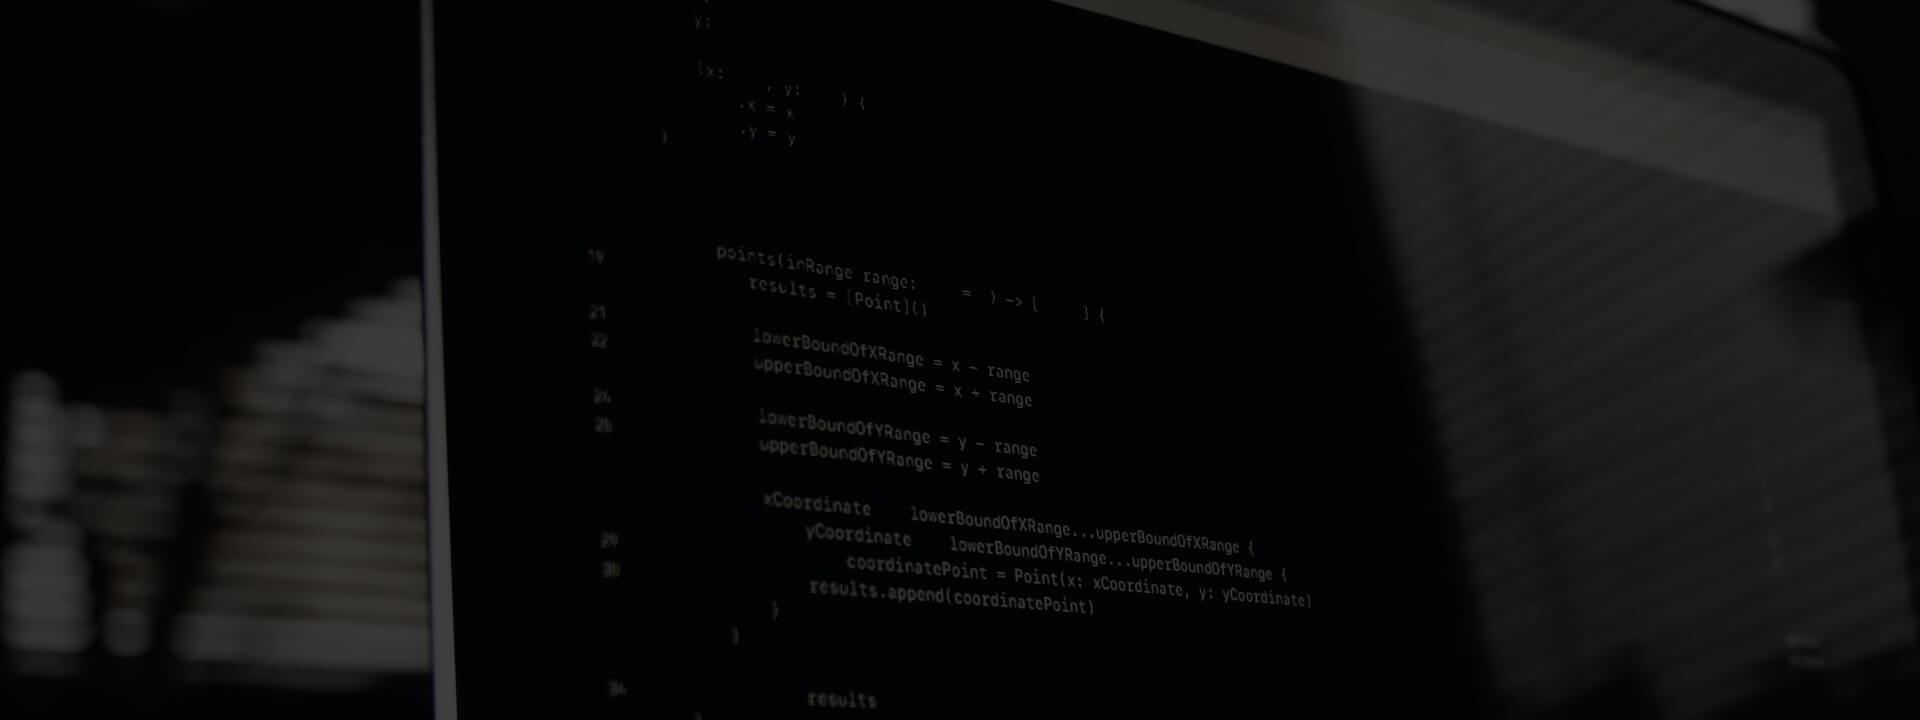 y:
(x: , y: ) {
.x = x
.y = y
}
19 points(inRange range: = ) -> [ ] {
results = [Point]()
21
22 lowerBoundOfXRange = x - range
upperBoundOfXRange = x + range
24
25 lowerBoundOfYRange = y - range
upperBoundOfYRange = y + range
xCoordinate lowerBoundOfXRange...upperBoundOfXRange {
29 yCoordinate lowerBoundOfYRange...upperBoundOfYRange {
30 coordinatePoint = Point(x: xCoordinate, y: yCoordinate)
results.append(coordinatePoint)
}
}
34 results